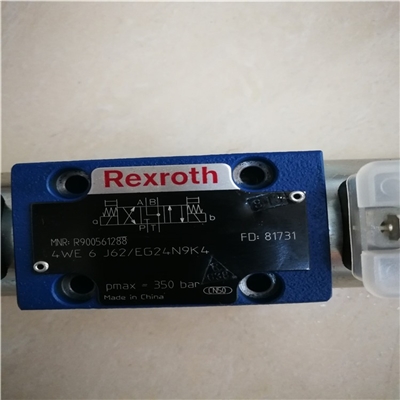 Rexroth
A B
a b
P T
MNR: R900561288 FD: 81731
4WE 6 J62/EG24N9K4
pmax = 350 bar CN50
Made in China